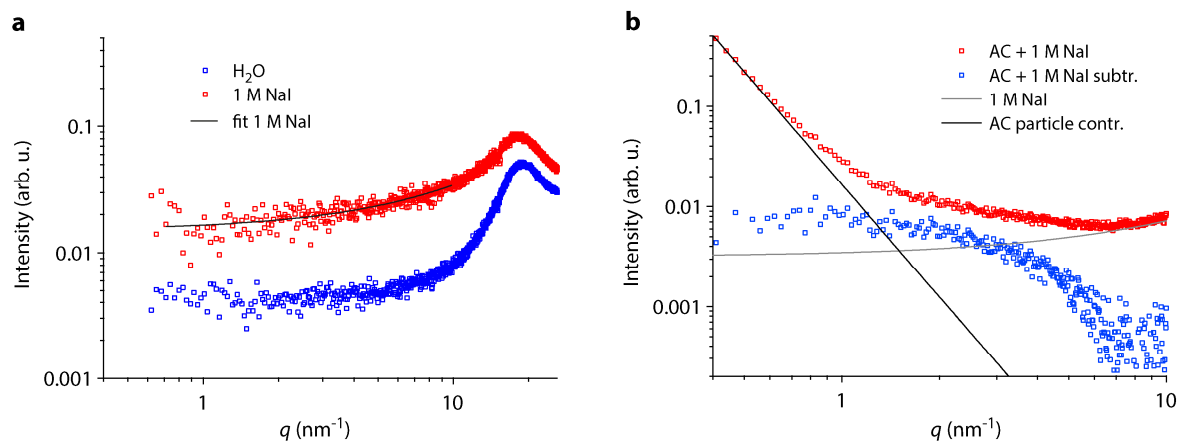 a
H₂O
1 M NaI
fit 1 M NaI
0.1
0.01
0.001
Intensity (arb. u.)
1
10
q (nm⁻¹)
b
AC + 1 M NaI
AC + 1 M NaI subtr.
1 M NaI
AC particle contr.
0.1
0.01
0.001
Intensity (arb. u.)
1
10
q (nm⁻¹)